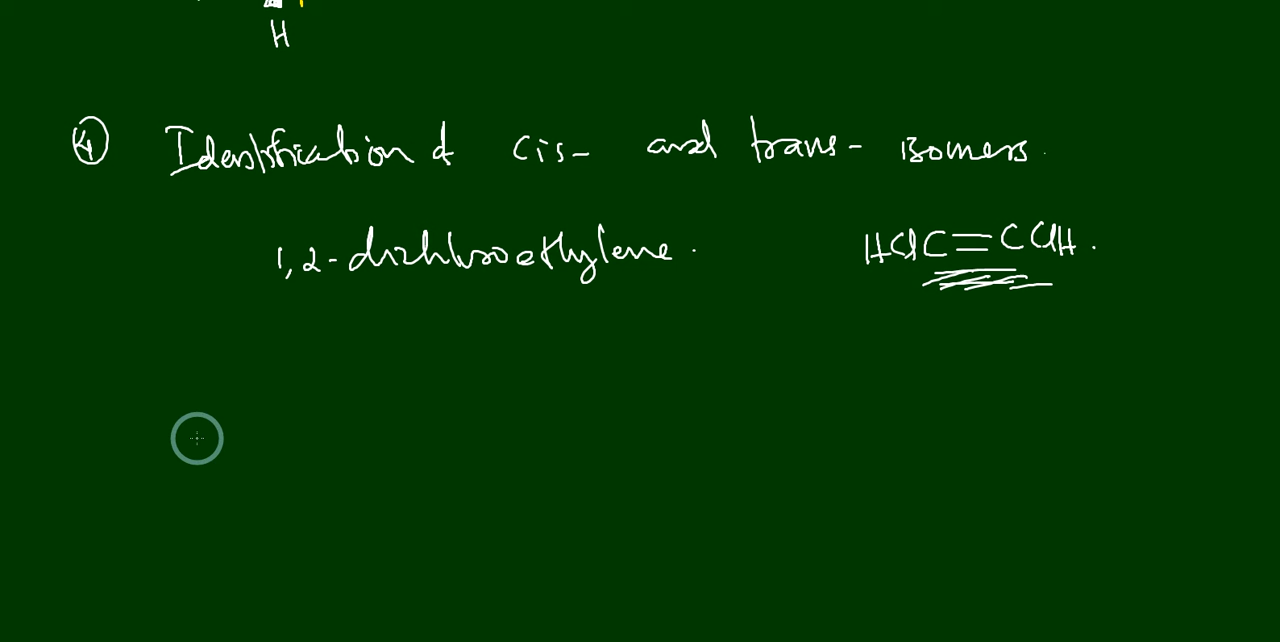 H
④ Identification of cis- and trans- isomers.
1,2-dichloroethylene. HClC=CClH.